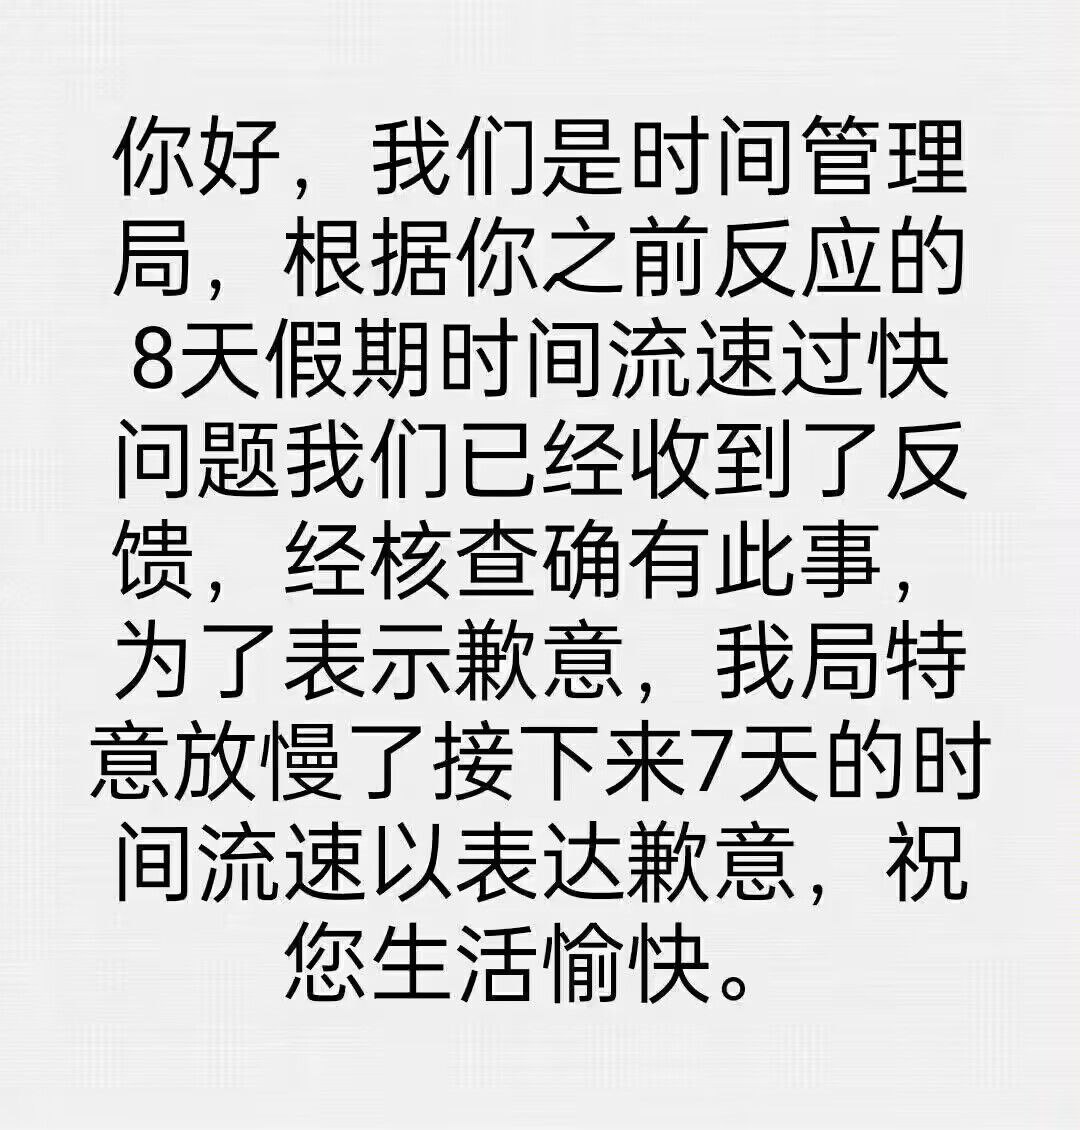 你好，我们是时间管理
局，根据你之前反应的
8天假期时间流速过快
问题我们已经收到了反
馈，经核查确有此事，
为了表示歉意，我局特
意放慢了接下来7天的时
间流速以表达歉意，祝
您生活愉快。